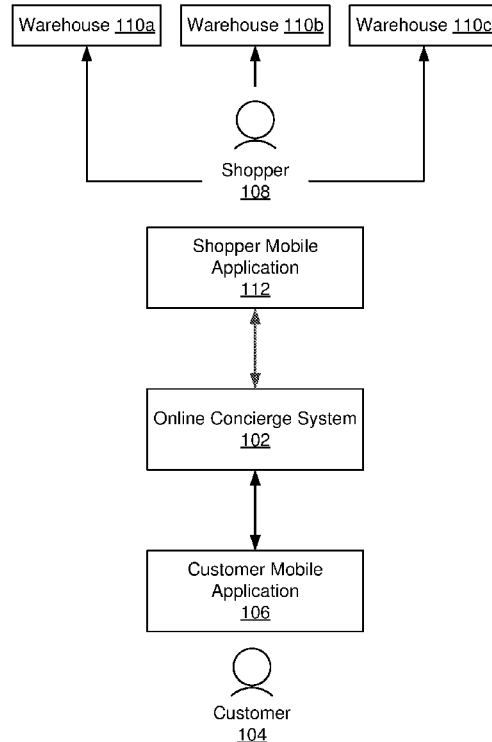 Warehouse 110a
Warehouse 110b
Warehouse 110c
Shopper
108
Shopper Mobile
Application
112
Online Concierge System
102
Customer Mobile
Application
106
Customer
104